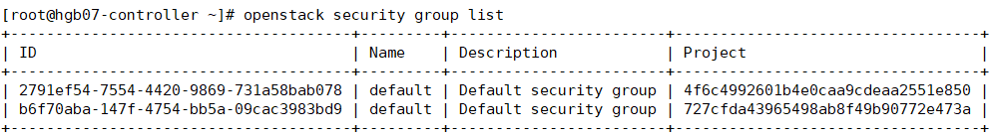 [root@hgb07-controller ~]# openstack security group list
+--------------------------------------+---------+------------------------+----------------------------------+
| ID                                   | Name    | Description            | Project                          |
+--------------------------------------+---------+------------------------+----------------------------------+
| 2791ef54-7554-4420-9869-731a58bab078 | default | Default security group | 4f6c4992601b4e0caa9cdeaa2551e850 |
| b6f70aba-147f-4754-bb5a-09cac3983bd9 | default | Default security group | 727cfda43965498ab8f49b90772e473a |
+--------------------------------------+---------+------------------------+----------------------------------+